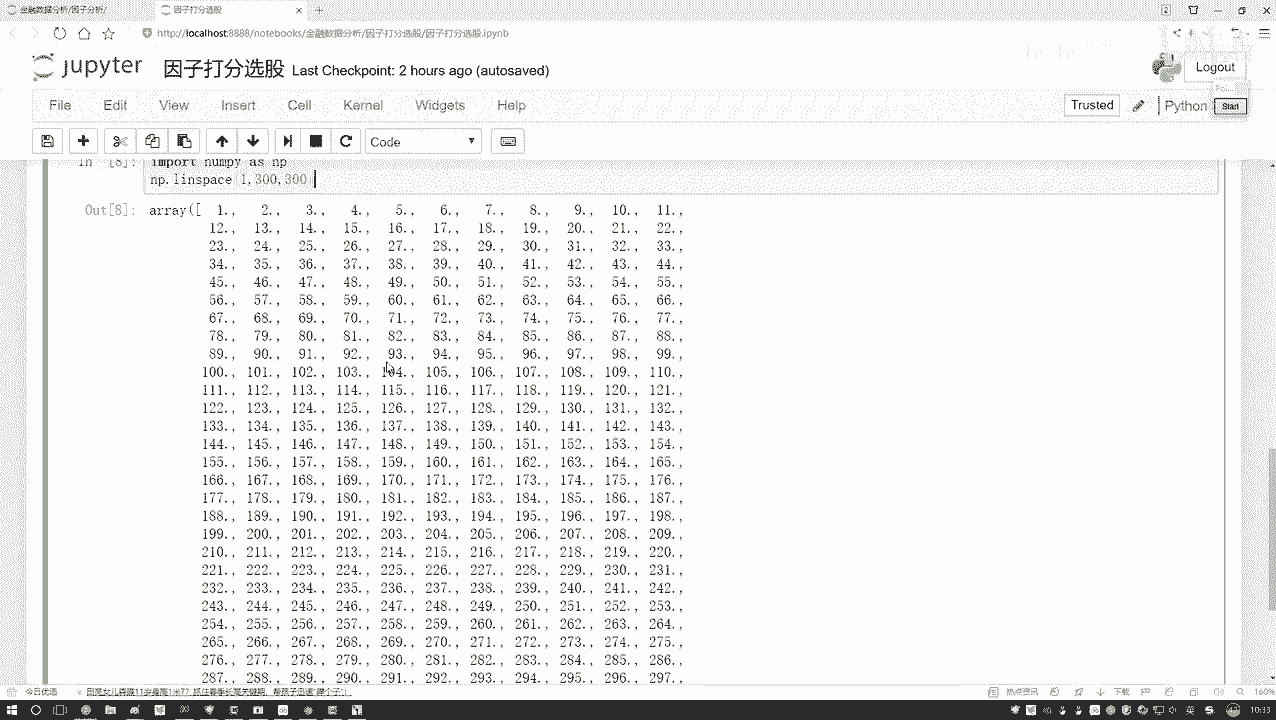 金融数据分析/因子分析/
因子打分选股
http://localhost:8888/notebooks/金融数据分析/因子打分选股/因子打分选股.ipynb
jupyter 因子打分选股 Last Checkpoint: 2 hours ago (autosaved)
Logout
File Edit View Insert Cell Kernel Widgets Help
Trusted Python
Start
Code
In [8]: import numpy as np
np.linspace(1,300,300)
Out[8]: array([ 1., 2., 3., 4., 5., 6., 7., 8., 9., 10., 11.,
12., 13., 14., 15., 16., 17., 18., 19., 20., 21., 22.,
23., 24., 25., 26., 27., 28., 29., 30., 31., 32., 33.,
34., 35., 36., 37., 38., 39., 40., 41., 42., 43., 44.,
45., 46., 47., 48., 49., 50., 51., 52., 53., 54., 55.,
56., 57., 58., 59., 60., 61., 62., 63., 64., 65., 66.,
67., 68., 69., 70., 71., 72., 73., 74., 75., 76., 77.,
78., 79., 80., 81., 82., 83., 84., 85., 86., 87., 88.,
89., 90., 91., 92., 93., 94., 95., 96., 97., 98., 99.,
100., 101., 102., 103., 104., 105., 106., 107., 108., 109., 110.,
111., 112., 113., 114., 115., 116., 117., 118., 119., 120., 121.,
122., 123., 124., 125., 126., 127., 128., 129., 130., 131., 132.,
133., 134., 135., 136., 137., 138., 139., 140., 141., 142., 143.,
144., 145., 146., 147., 148., 149., 150., 151., 152., 153., 154.,
155., 156., 157., 158., 159., 160., 161., 162., 163., 164., 165.,
166., 167., 168., 169., 170., 171., 172., 173., 174., 175., 176.,
177., 178., 179., 180., 181., 182., 183., 184., 185., 186., 187.,
188., 189., 190., 191., 192., 193., 194., 195., 196., 197., 198.,
199., 200., 201., 202., 203., 204., 205., 206., 207., 208., 209.,
210., 211., 212., 213., 214., 215., 216., 217., 218., 219., 220.,
221., 222., 223., 224., 225., 226., 227., 228., 229., 230., 231.,
232., 233., 234., 235., 236., 237., 238., 239., 240., 241., 242.,
243., 244., 245., 246., 247., 248., 249., 250., 251., 252., 253.,
254., 255., 256., 257., 258., 259., 260., 261., 262., 263., 264.,
265., 266., 267., 268., 269., 270., 271., 272., 273., 274., 275.,
276., 277., 278., 279., 280., 281., 282., 283., 284., 285., 286.,
287., 288., 289., 290., 291., 292., 293., 294., 295., 296., 297.,
今日优选
热点资讯 下载 160%
英 10:33